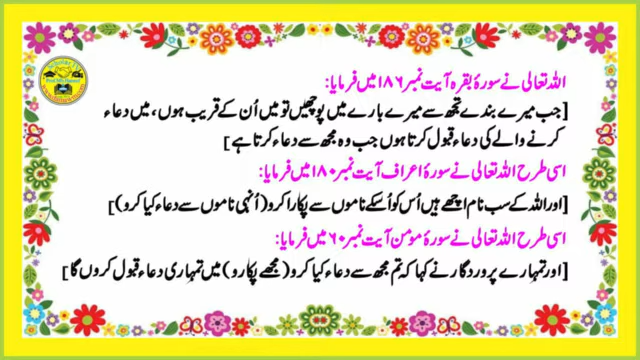 اللہ تعالیٰ نے سورۂ بقرہ آیت نمبر ۱۸۶ میں فرمایا:
[جب میرے بندے تجھ سے میرے بارے میں پوچھیں تو میں اُن کے قریب ہوں، میں دعاء
کرنے والے کی دعاء قبول کرتا ہوں جب وہ مجھ سے دعاء کرتا ہے]
اسی طرح اللہ تعالیٰ نے سورۂ اعراف آیت نمبر ۱۸۰ میں فرمایا:
[اور اللہ کے سب نام اچھے ہیں اُس کو اُسکے ناموں سے پکارا کرو (اُنہی ناموں سے دعاء کیا کرو)]
اسی طرح اللہ تعالیٰ نے سورۂ مومن آیت نمبر ۶۰ میں فرمایا:
[اور تمہارے پروردگار نے کہا کہ تم مجھ سے دعاء کیا کرو (مجھے پکارو) میں تمہاری دعاء قبول کروں گا]